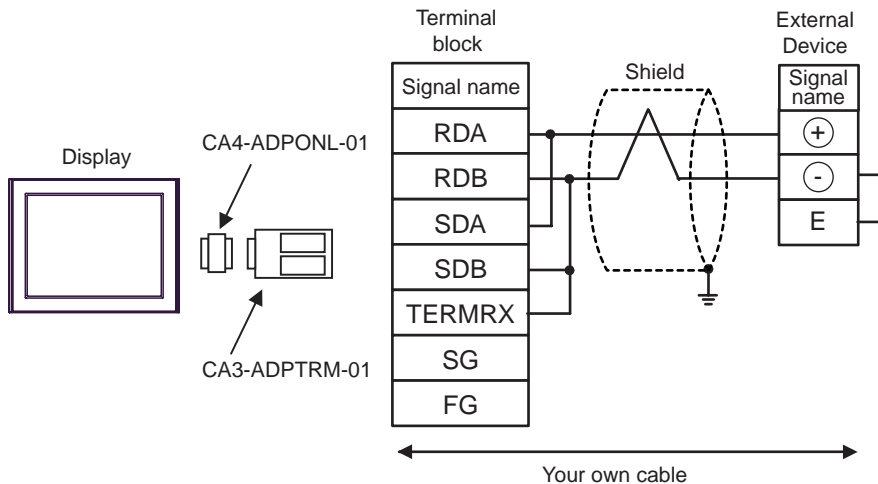 Terminal
block
External
Device
Signal name
Shield
Signal
name
RDA
+
CA4-ADPONL-01
Display
RDB
-
SDA
E
SDB
TERMRX
CA3-ADPTRM-01
SG
FG
Your own cable